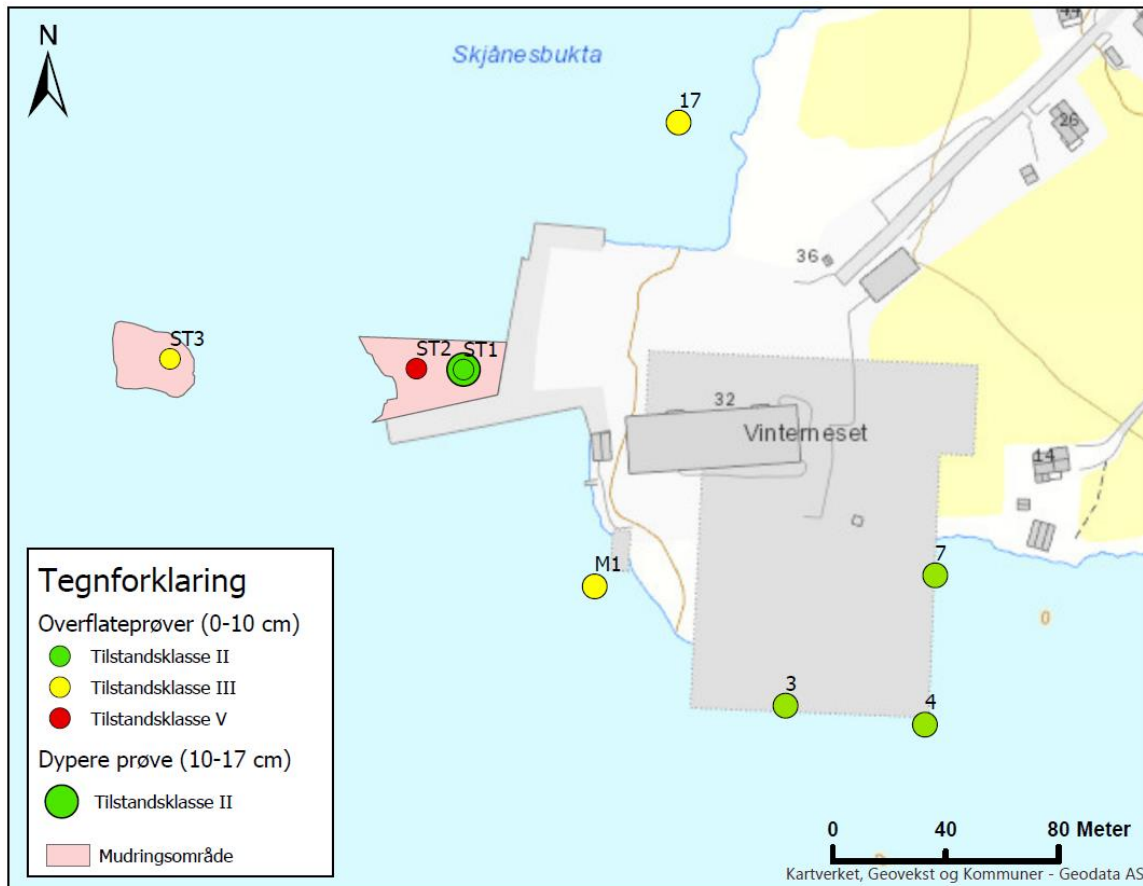 N
Skjånesbukta
17
44
26
36
ST3
ST2
ST1
32
Vinterneset
14
M1
7
0
3
4
Tegnforklaring
Overflateprøver (0-10 cm)
Tilstandsklasse II
Tilstandsklasse III
Tilstandsklasse V
Dypere prøve (10-17 cm)
Tilstandsklasse II
Mudringsområde
0 40 80 Meter
Kartverket, Geovekst og Kommuner - Geodata AS